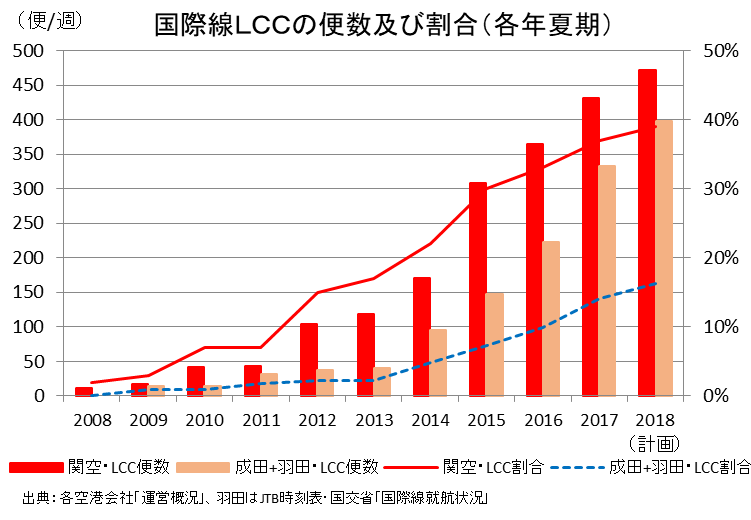 （便/週）
国際線ＬＣＣの便数及び割合（各年夏期）
500 50%
450
400 40%
350
300 30%
250
200 20%
150
100 10%
50
0 0%
2008 2009 2010 2011 2012 2013 2014 2015 2016 2017 2018
（計画）
関空・LCC便数 成田+羽田・LCC便数 関空・LCC割合 成田+羽田・LCC割合
出典：各空港会社「運営概況」、羽田はJTB時刻表・国交省「国際線就航状況」